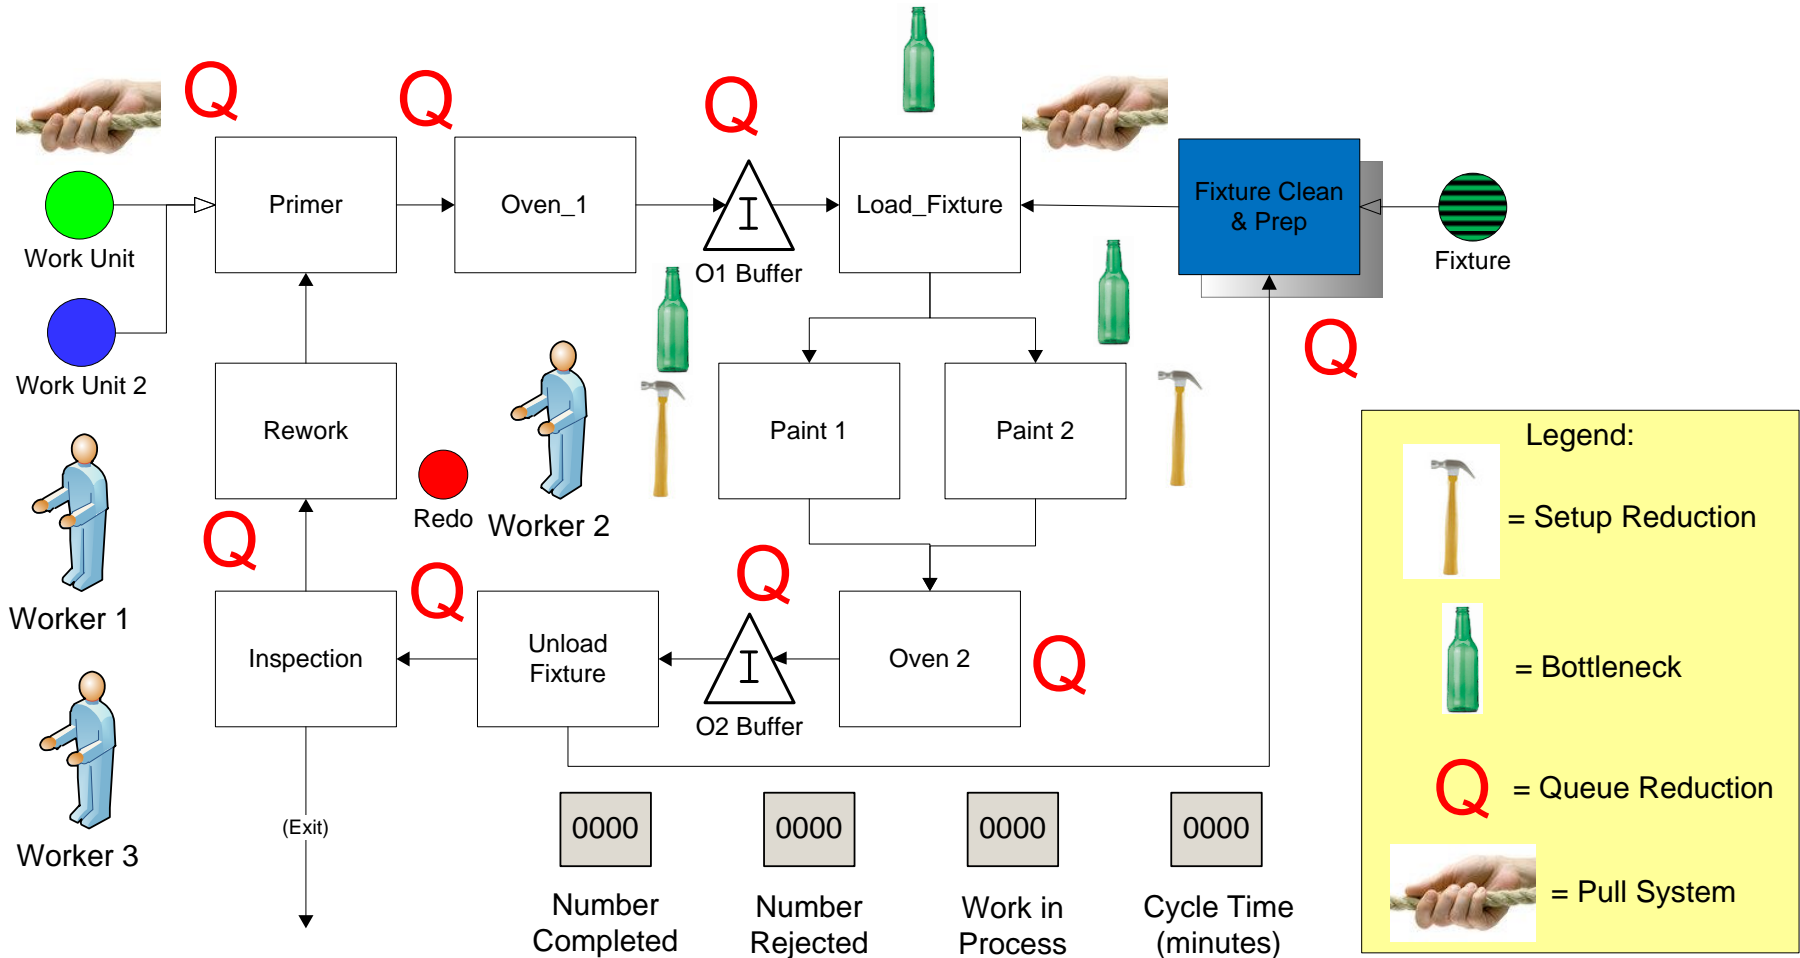 Q
Q
Q
Primer
Oven_1
I
Load_Fixture
Fixture Clean
& Prep
Work Unit
O1 Buffer
Fixture
Q
Work Unit 2
Rework
Paint 1
Paint 2
Redo
Worker 2
Q
Q
Q
Worker 1
Inspection
Unload
Fixture
I
Oven 2
Q
O2 Buffer
(Exit)
Worker 3
0000
0000
0000
0000
Number
Completed
Number
Rejected
Work in
Process
Cycle Time
(minutes)
Legend:
= Setup Reduction
= Bottleneck
Q = Queue Reduction
= Pull System